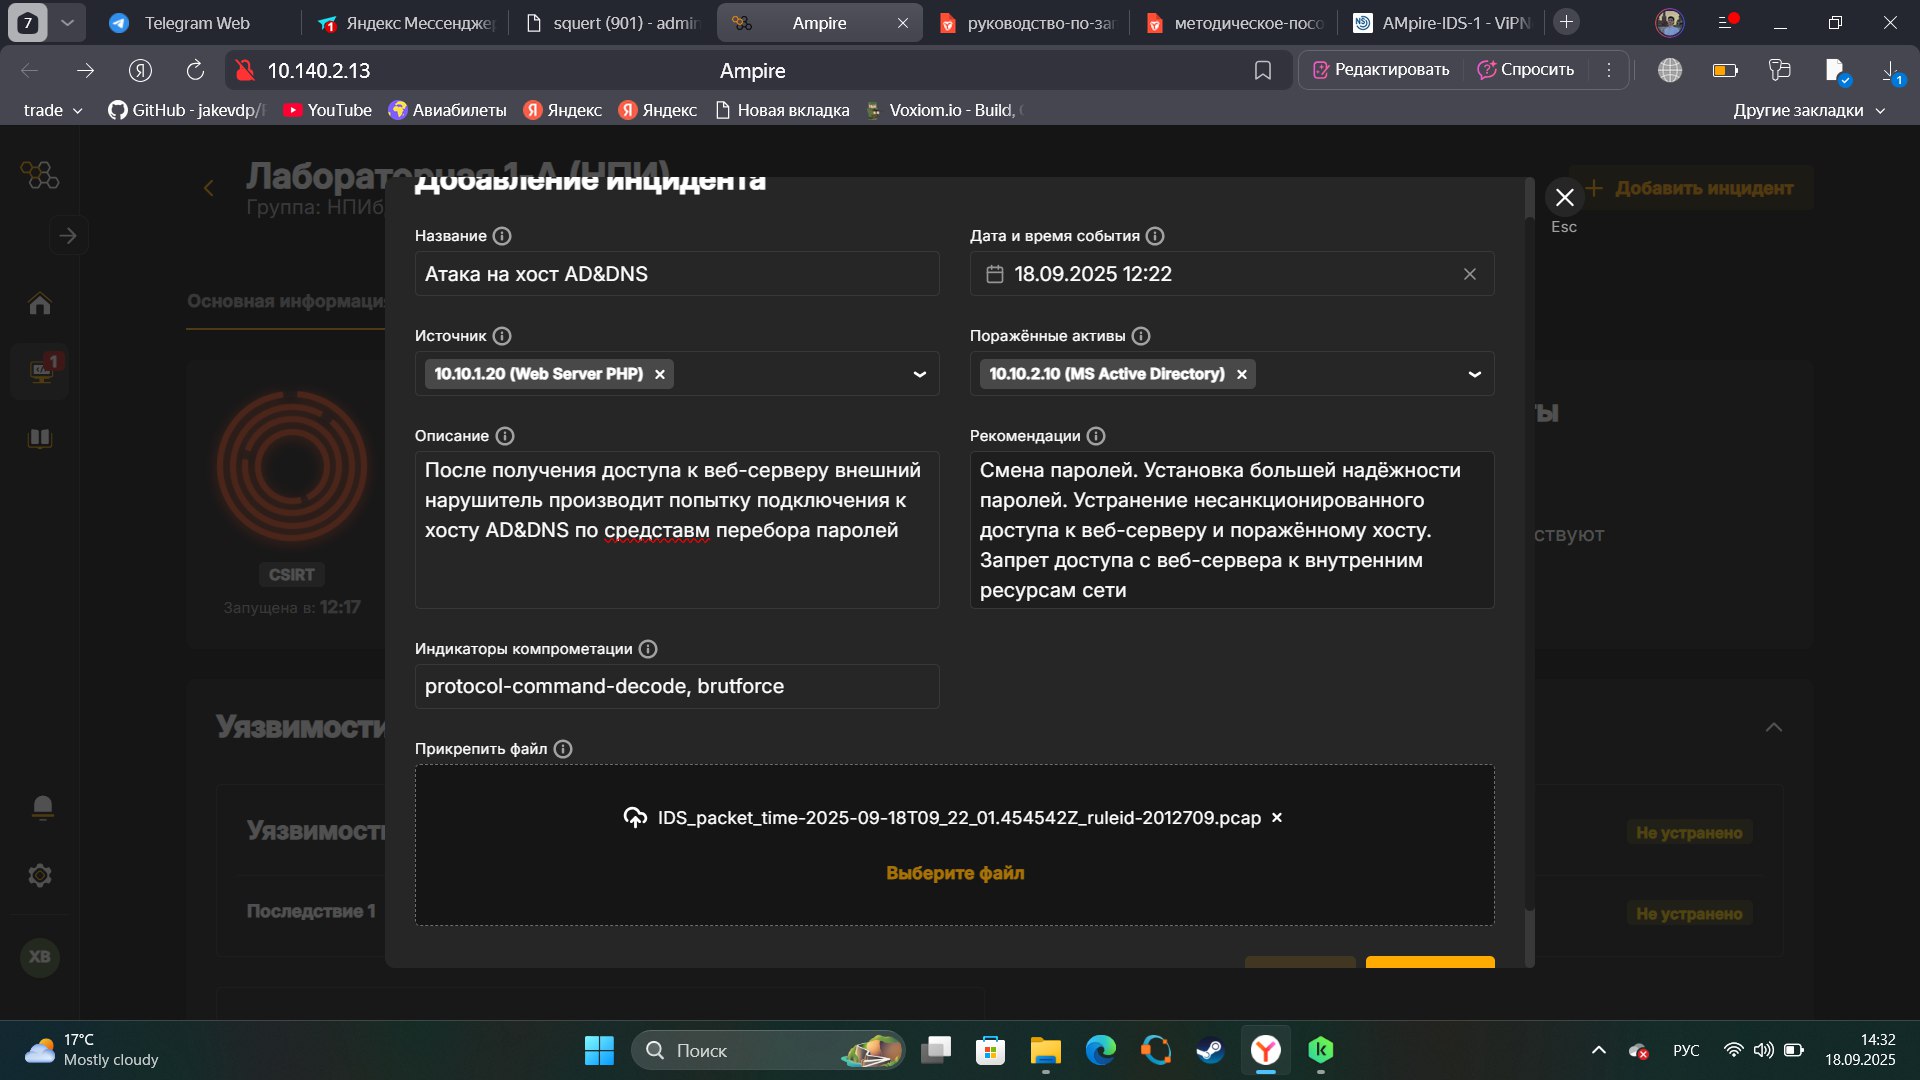 7
Telegram Web
Яндекс Мессендже
squert (901) - admin
Ampire
руководство-по-за
методическое-посо
AMpire-IDS-1 - ViPN
10.140.2.13
Ampire
Редактировать
Спросить
1
trade
GitHub - jakevdp/
YouTube
Авиабилеты
Яндекс
Яндекс
Новая вкладка
Voxiom.io - Build,
Другие закладки
Лабораторная 1-А (НПИ)
Группа: НПИб
Добавить инцидент
Esc
Добавление инцидента
Основная информация
Название
Дата и время события
Атака на хост AD&DNS
18.09.2025 12:22
Источник
Поражённые активы
10.10.1.20 (Web Server PHP)
10.10.2.10 (MS Active Directory)
1
Описание
Рекомендации
После получения доступа к веб-серверу внешний
нарушитель производит попытку подключения к
хосту AD&DNS по средставм перебора паролей
Смена паролей. Установка большей надёжности
паролей. Устранение несанкционированного
доступа к веб-серверу и поражённому хосту.
Запрет доступа с веб-сервера к внутренним
ресурсам сети
ты
ствуют
CSIRT
Запущена в: 12:17
Индикаторы компрометации
protocol-command-decode, brutforce
Прикрепить файл
IDS_packet_time-2025-09-18T09_22_01.454542Z_ruleid-2012709.pcap
Выберите файл
Уязвимости
Уязвимость
Не устранено
Последствие 1
Не устранено
XB
17°C
Mostly cloudy
Поиск
РУС
14:32
18.09.2025